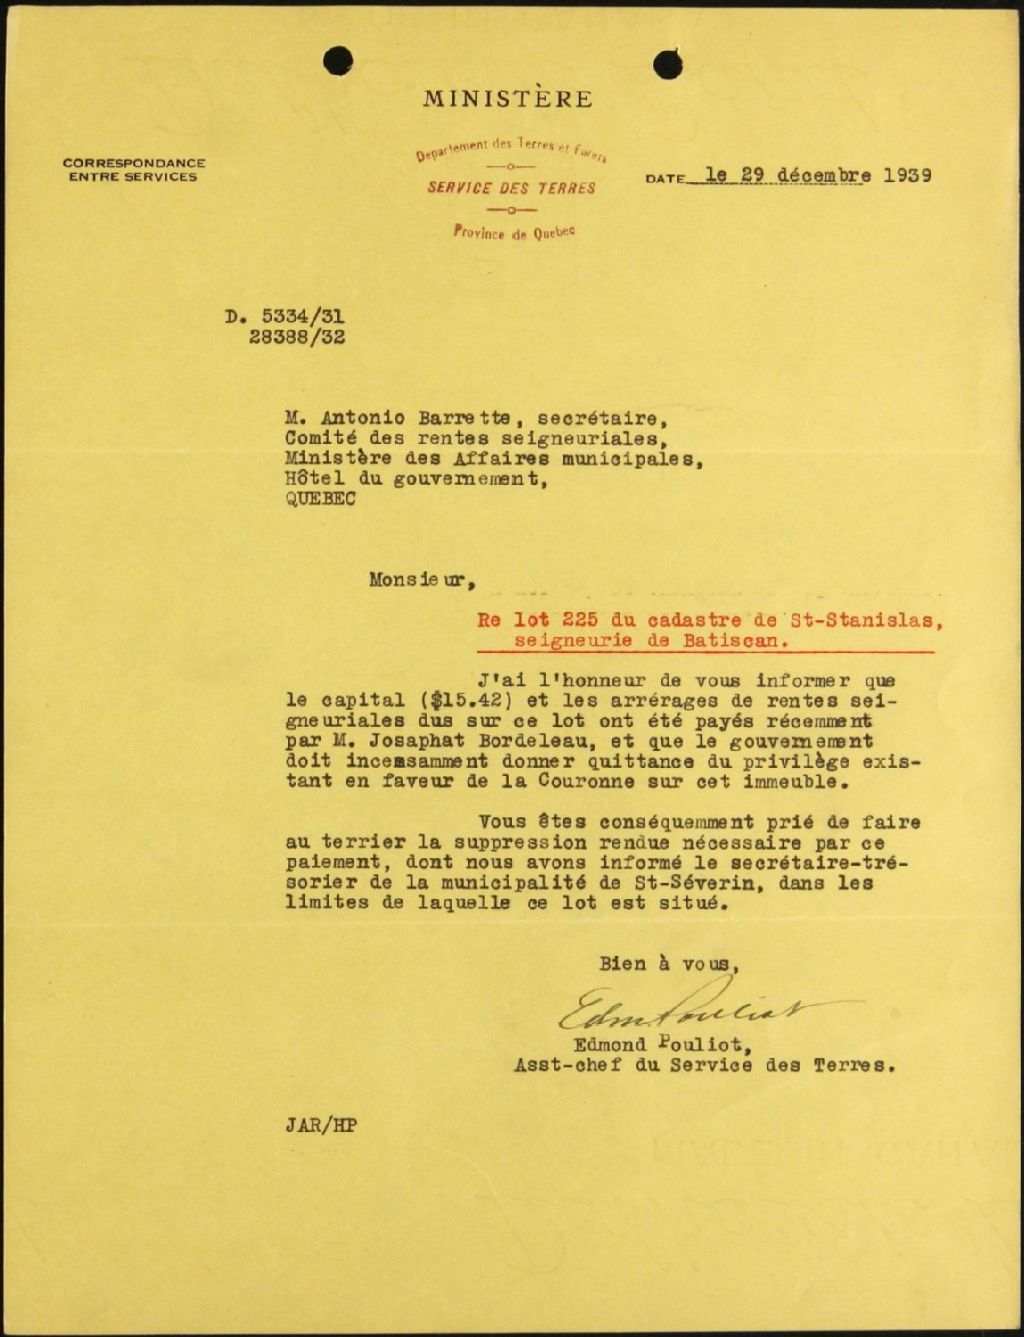 MINISTÈRE
CORRESPONDANCE
ENTRE SERVICES
Departement des Terres et Forets
SERVICE DES TERRES
Province de Quebec
DATE le 29 décembre 1939
D. 5334/31
28388/32
M. Antonio Barrette, secrétaire,
Comité des rentes seigneuriales,
Ministère des Affaires municipales,
Hôtel du gouvernement,
QUEBEC
Monsieur,
Re lot 225 du cadastre de St-Stanislas,
seigneurie de Batiscan.
J'ai l'honneur de vous informer que
le capital ($15.42) et les arrérages de rentes sei-
gneuriales dus sur ce lot ont été payés récemment
par M. Josaphat Bordeleau, et que le gouvernement
doit incessamment donner quittance du privilège exis-
tant en faveur de la Couronne sur cet immeuble.
Vous êtes conséquemment prié de faire
au terrier la suppression rendue nécessaire par ce
paiement, dont nous avons informé le secrétaire-tré-
sorier de la municipalité de St-Séverin, dans les
limites de laquelle ce lot est situé.
Bien à vous,
Edm Pouliot
Edmond Pouliot,
Asst-chef du Service des Terres.
JAR/HP